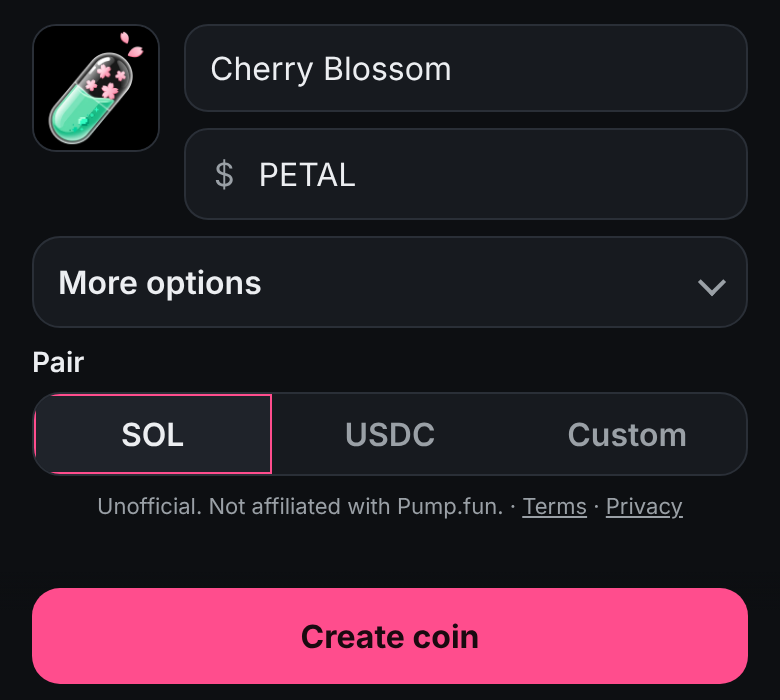 Cherry Blossom
$ PETAL
More options
Pair
SOL USDC Custom
Unofficial. Not affiliated with Pump.fun. · Terms · Privacy
Create coin